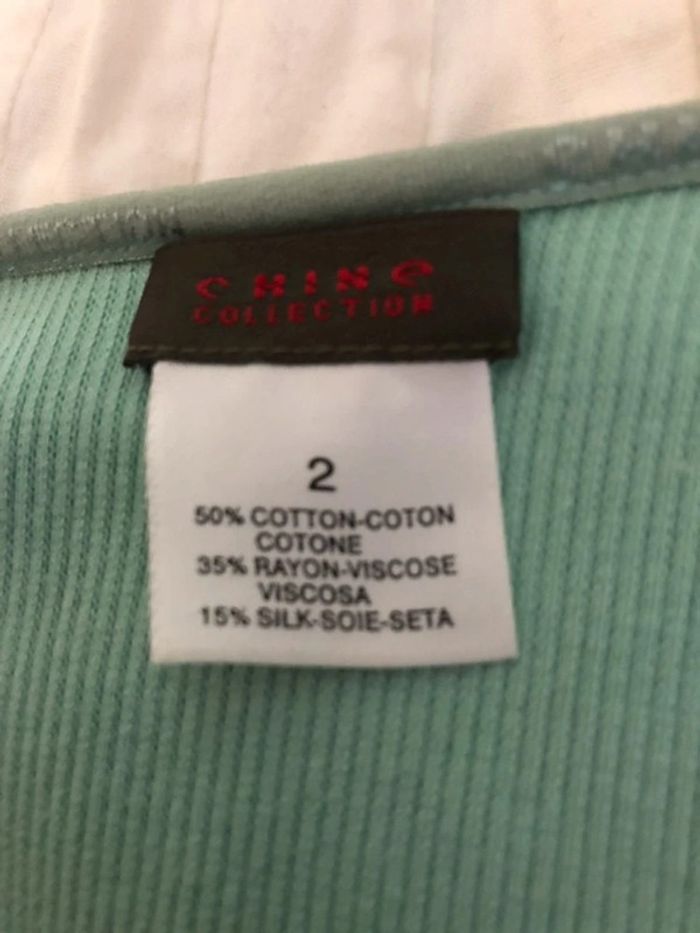 CHINE
COLLECTION
2
50% COTTON-COTON
COTONE
35% RAYON-VISCOSE
VISCOSA
15% SILK-SOIE-SETA